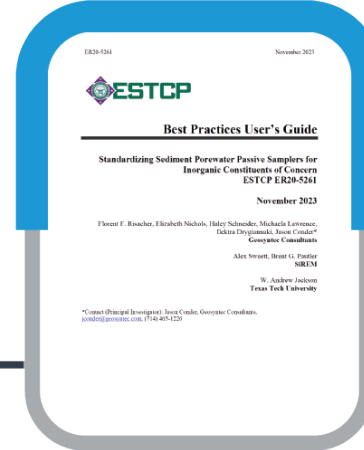 ER20-5261 November 2023
ESTCP
Best Practices User's Guide
Standardizing Sediment Porewater Passive Samplers for
Inorganic Constituents of Concern
ESTCP ER20-5261
November 2023
Florent F. Risacher, Elizabeth Nichols, Haley Schneider, Michaela Lawrence,
Dektra Drygiannaki, Jason Conder*
Geosyntec Consultants
Alex Sweett, Brent G. Pautler
SiREM
W. Andrew Jackson
Texas Tech University
*Contact (Principal Investigator): Jason Conder, Geosyntec Consultants,
jconder@geosyntec.com, (714) 465-1226